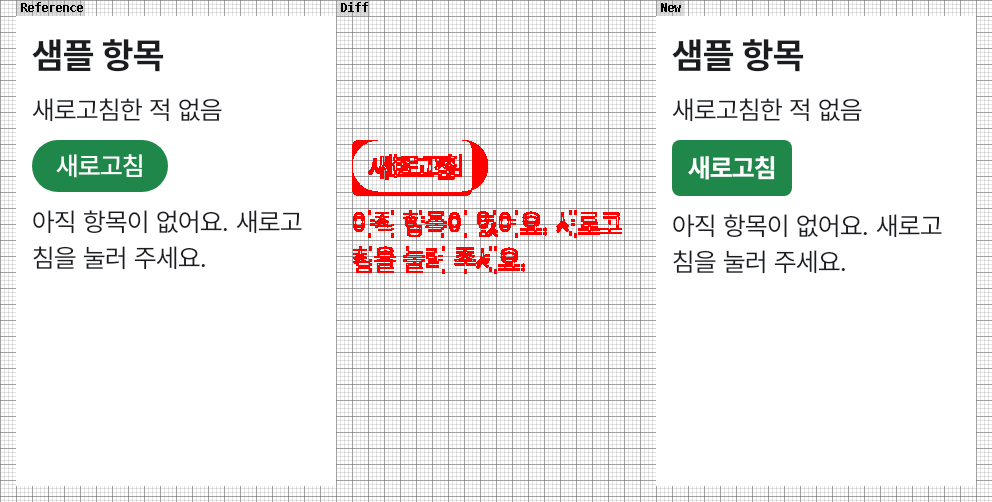 Reference
샘플 항목
새로고침한 적 없음
새로고침
아직 항목이 없어요. 새로고
침을 눌러 주세요.
Diff
New
샘플 항목
새로고침한 적 없음
새로고침
아직 항목이 없어요. 새로고
침을 눌러 주세요.